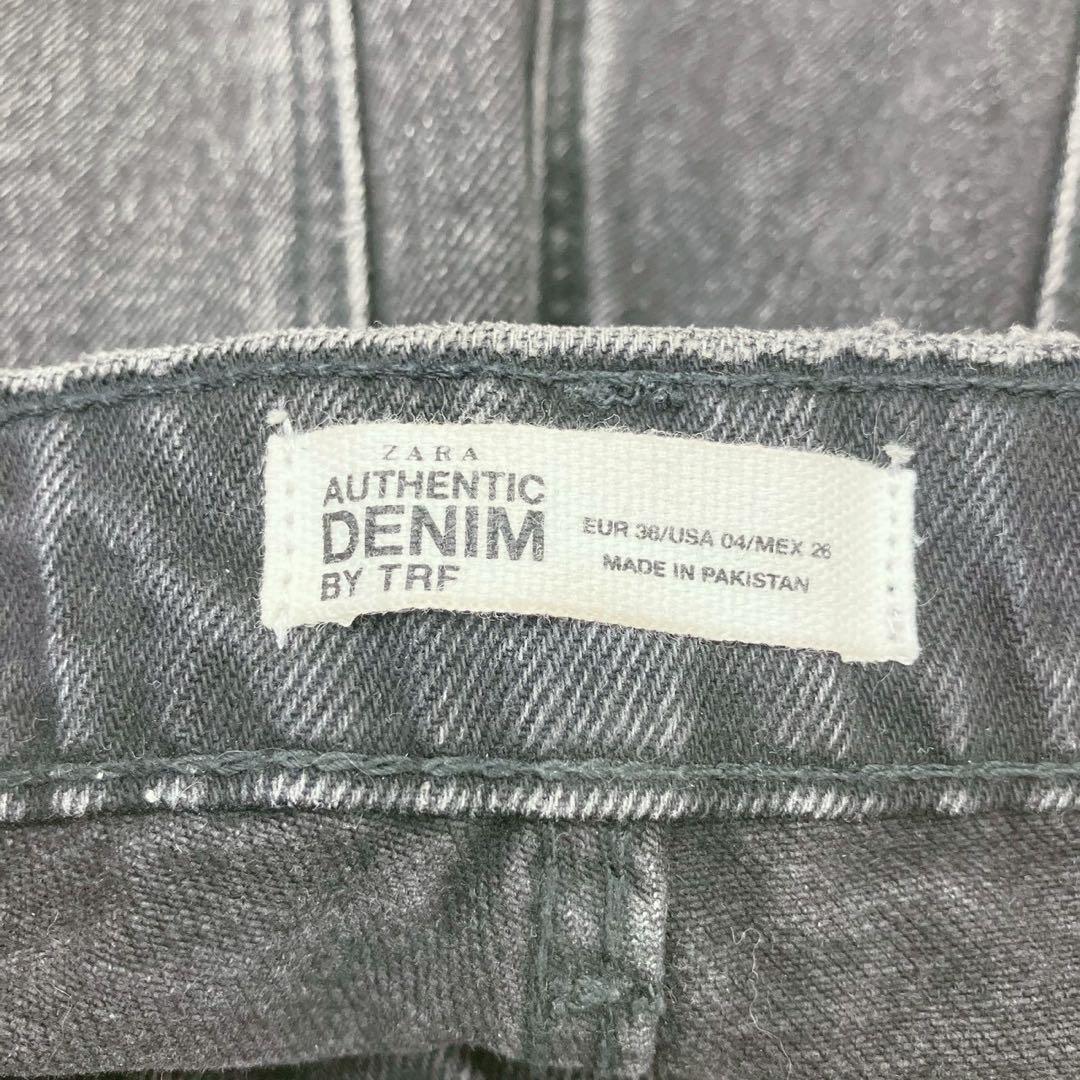 ZARA
AUTHENTIC
DENIM
BY TRF
EUR 36/USA 04/MEX 26
MADE IN PAKISTAN